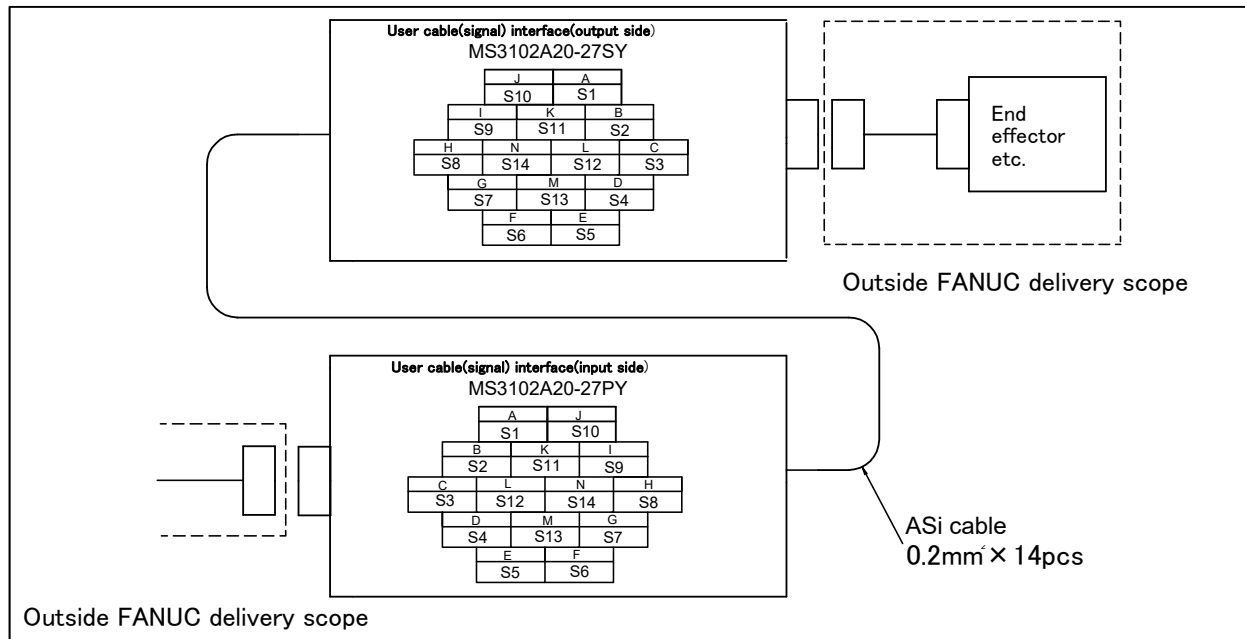 User cable(signal) interface(output side)
MS3102A20-27SY
J A
S10 S1
I K B
S9 S11 S2
H N L C
S8 S14 S12 S3
G M D
S7 S13 S4
F E
S6 S5
End
effector
etc.
Outside FANUC delivery scope
User cable(signal) interface(input side)
MS3102A20-27PY
A J
S1 S10
B K I
S2 S11 S9
C L N H
S3 S12 S14 S8
D M G
S4 S13 S7
E F
S5 S6
ASi cable
0.2mm² × 14pcs
Outside FANUC delivery scope